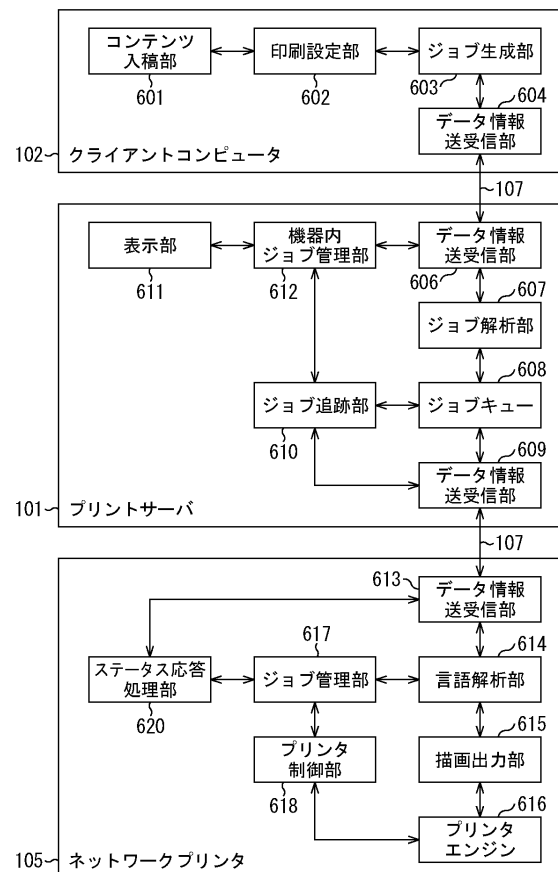 コンテンツ
入稿部
601
印刷設定部
602
ジョブ生成部
603
604
データ情報
送受信部
102
クライアントコンピュータ
107
表示部
611
機器内
ジョブ管理部
612
データ情報
送受信部
606
607
ジョブ解析部
608
ジョブ追跡部
610
ジョブキュー
609
データ情報
送受信部
101
プリントサーバ
107
613
データ情報
送受信部
617
614
ステータス応答
処理部
620
ジョブ管理部
言語解析部
615
プリンタ
制御部
618
描画出力部
616
プリンタ
エンジン
105
ネットワークプリンタ